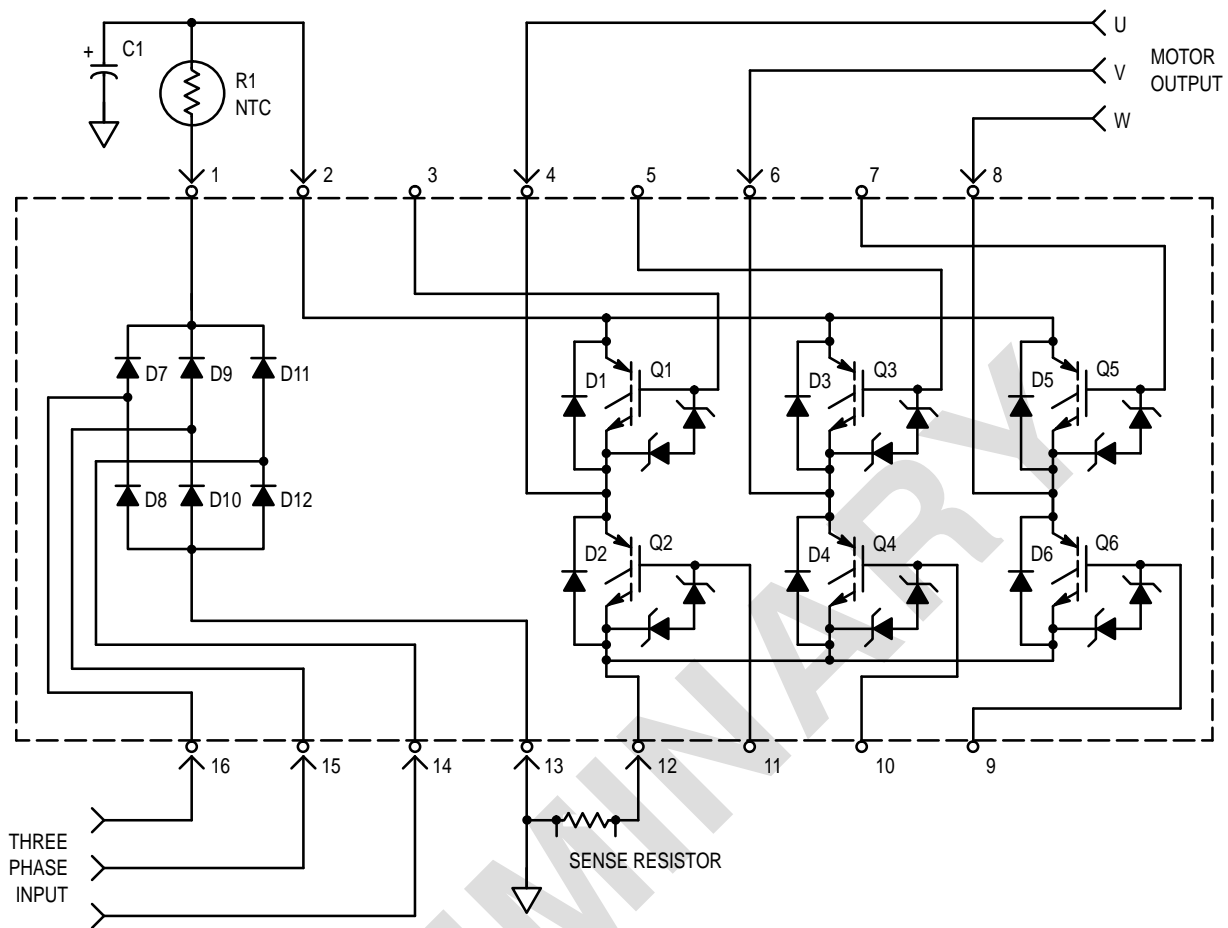 U
+ C1
MOTOR
OUTPUT
V
R1
NTC
W
1 2 3 4 5 6 7 8
D7 D9 D11
D1 Q1 D3 Q3 D5 Q5
D8 D10 D12
D2 Q2 D4 Q4 D6 Q6
16 15 14 13 12 11 10 9
THREE
PHASE
INPUT
SENSE RESISTOR
MINARY